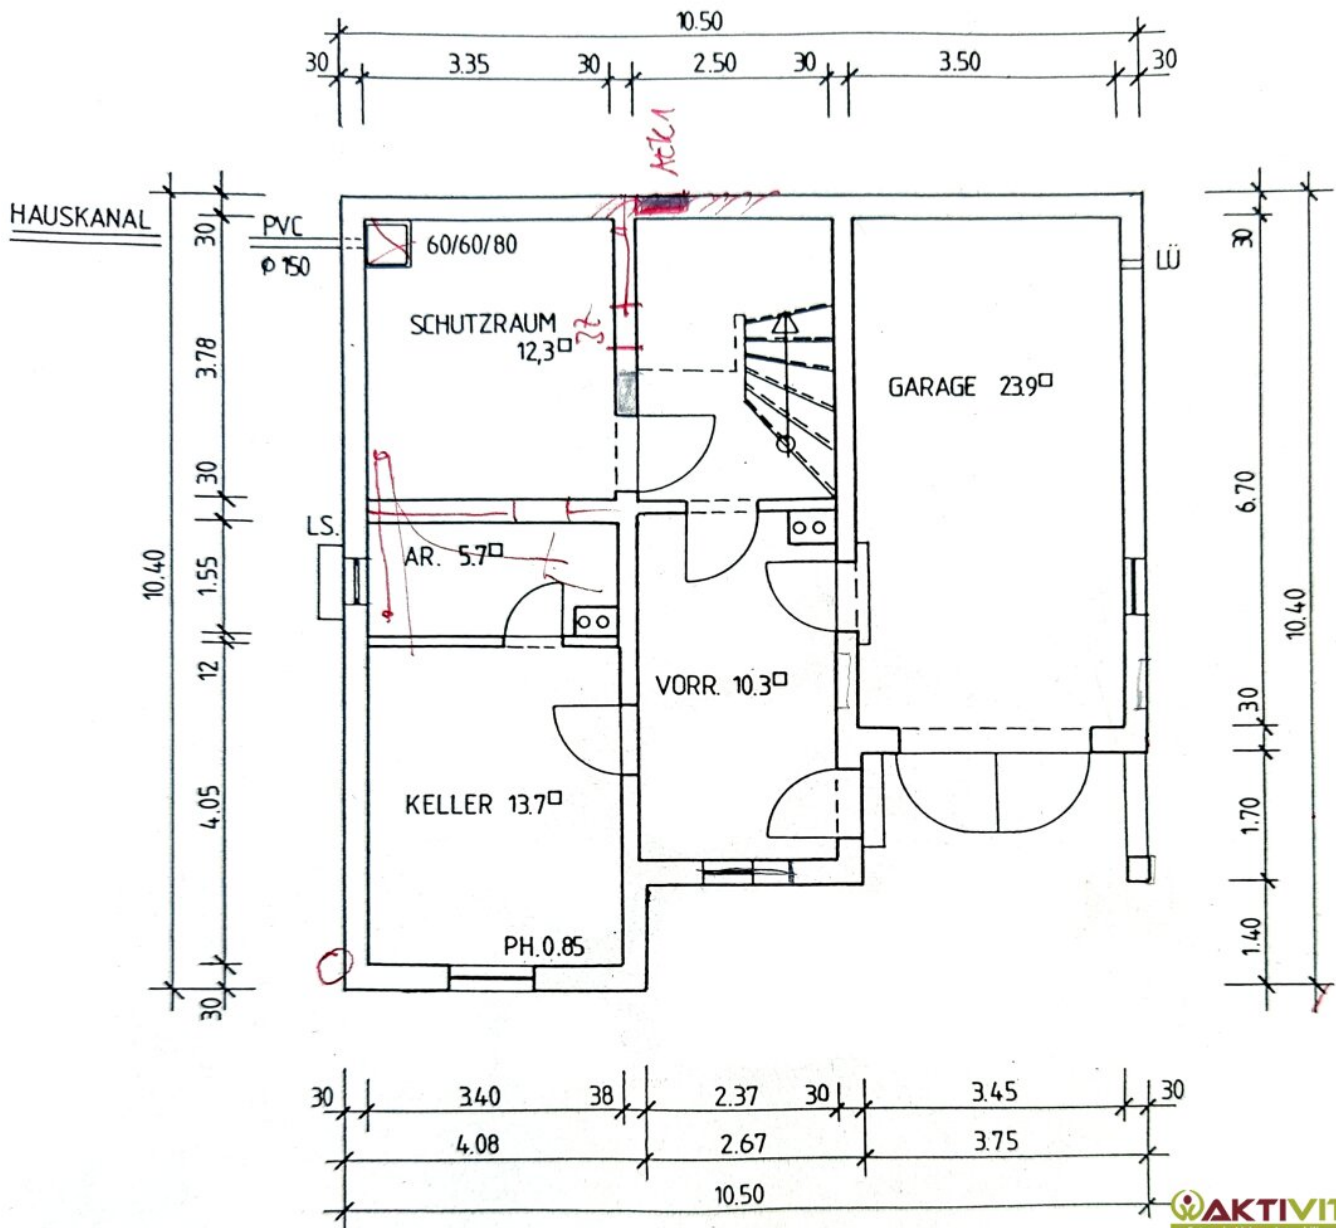 10.50
30 3.35 30 2.50 30 3.50 30
HAUSKANAL
PVC
φ 150
60/60/80
LÜ
SCHUTZRAUM
12,3□
GARAGE 23.9□
LS.
AR. 5.7□
VORR. 10.3□
KELLER 13.7□
PH.0.85
10.40
30
3.78
30
1.55
12
4.05
30
30
6.70
30
1.70
1.40
10.40
30 3.40 38 2.37 30 3.45 30
4.08 2.67 3.75
10.50
AKTIVIT